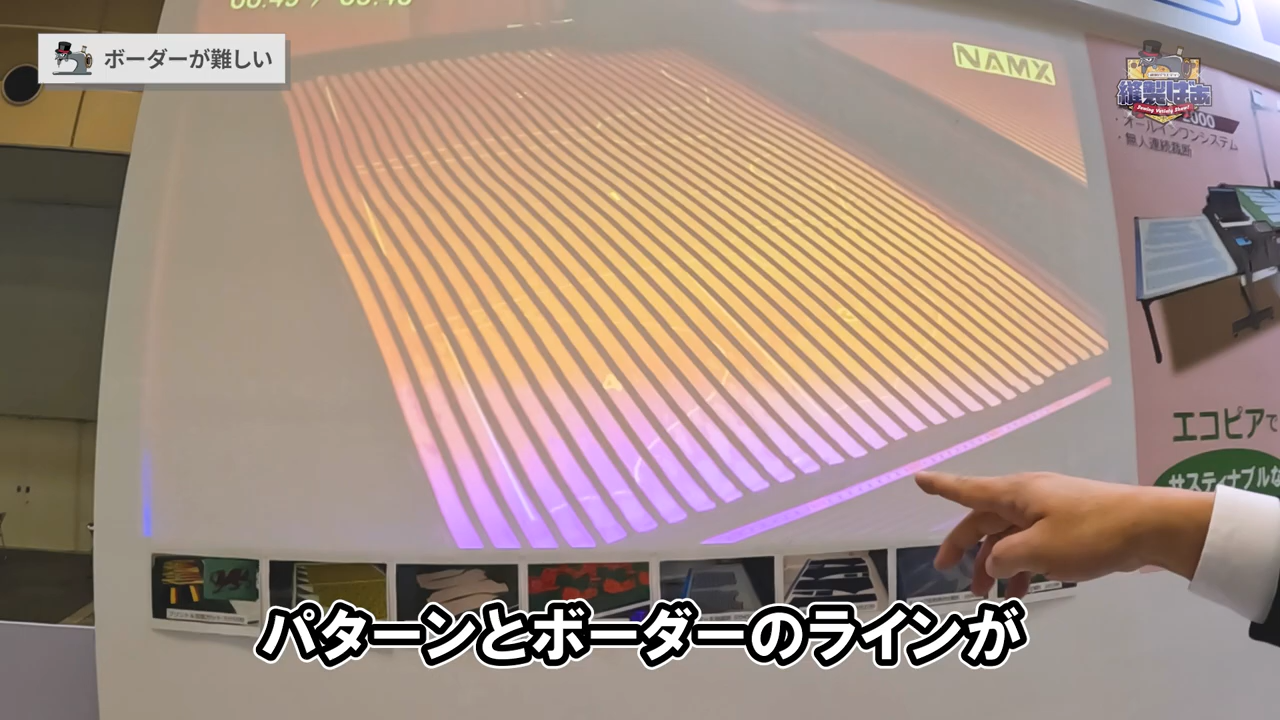 ボーダーが難しい
NAMX
縫製ばぁ
・オールインワンシステム
・無人連続裁断
エコピアで
サスティナブルな
パターンとボーダーのラインが